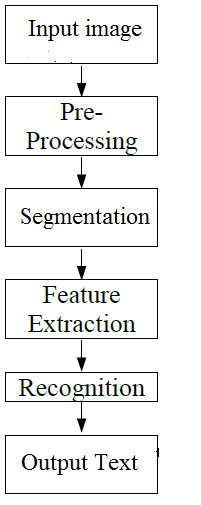 Input image
Pre-
Processing
Segmentation
Feature
Extraction
Recognition
Output Text